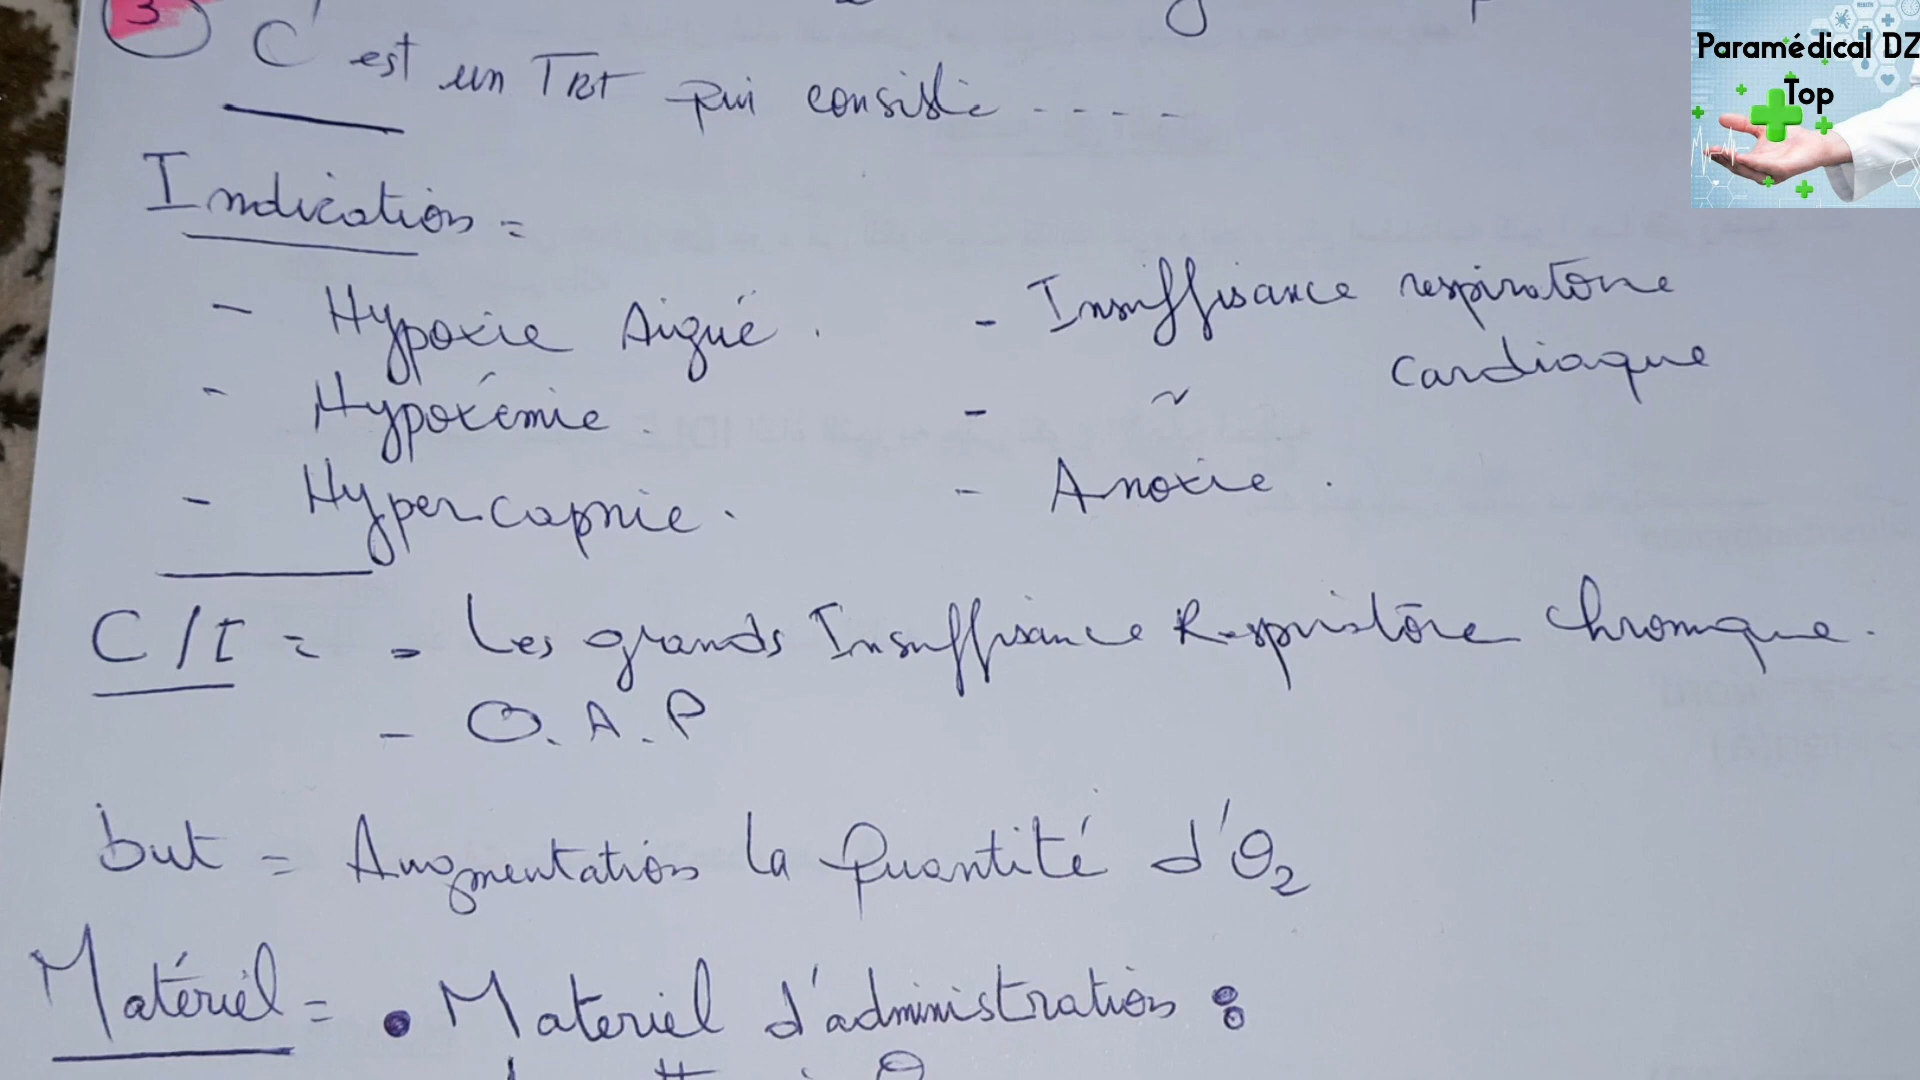 3
C'est un TRT qui consiste ....
Indication =
- Hypoxie Aigué.
- Hypoxémie.
- Hypercapnie.
- Insuffisance respiratoire
- ~ cardiaque
- Anoxie.
C/I = - Les grands Insuffisance Respiratoire chronique.
- O.A.P
but = Augmentation la quantité d'O2
Matériel = • Materiel d'administration :
Paramédical DZ
Top